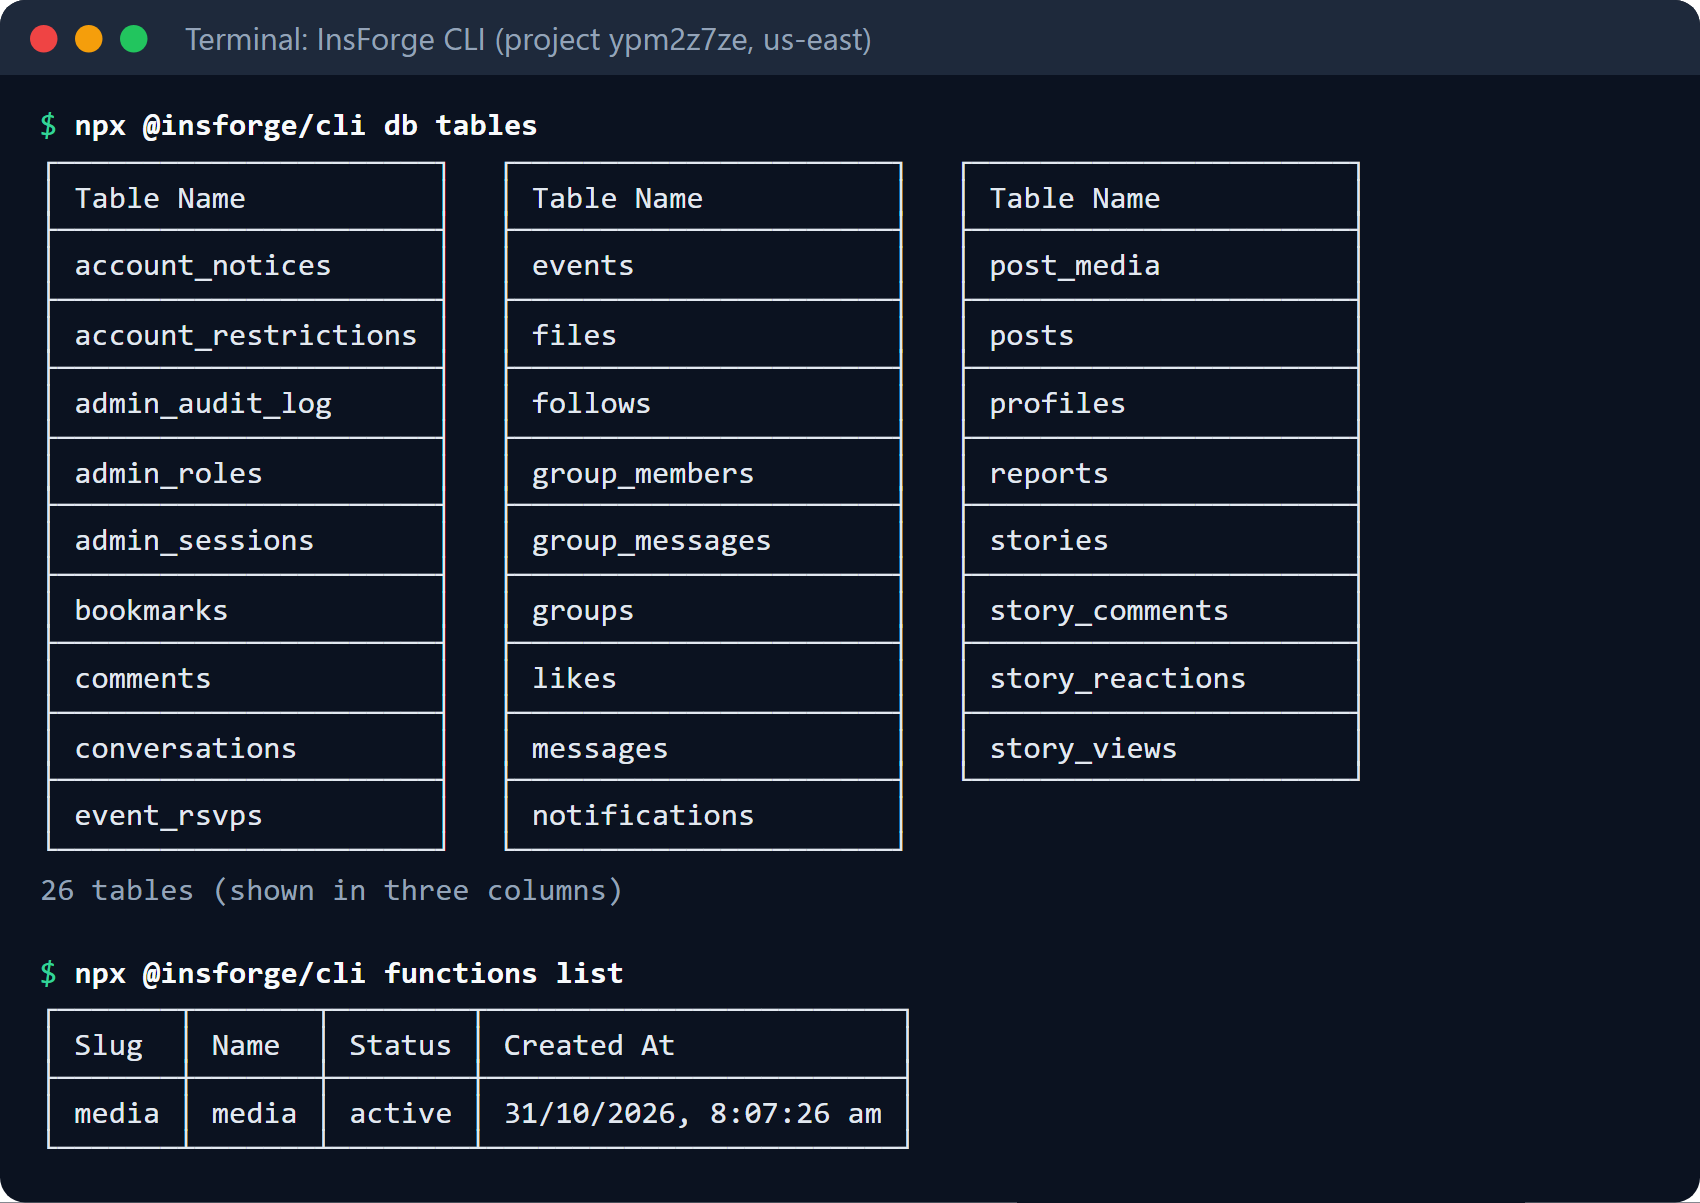 Terminal: InsForge CLI (project ypm2z7ze, us-east)
$ npx @insforge/cli db tables
Table Name Table Name Table Name
account_notices events post_media
account_restrictions files posts
admin_audit_log follows profiles
admin_roles group_members reports
admin_sessions group_messages stories
bookmarks groups story_comments
comments likes story_reactions
conversations messages story_views
event_rsvps notifications
26 tables (shown in three columns)
$ npx @insforge/cli functions list
Slug Name Status Created At
media media active 31/10/2026, 8:07:26 am